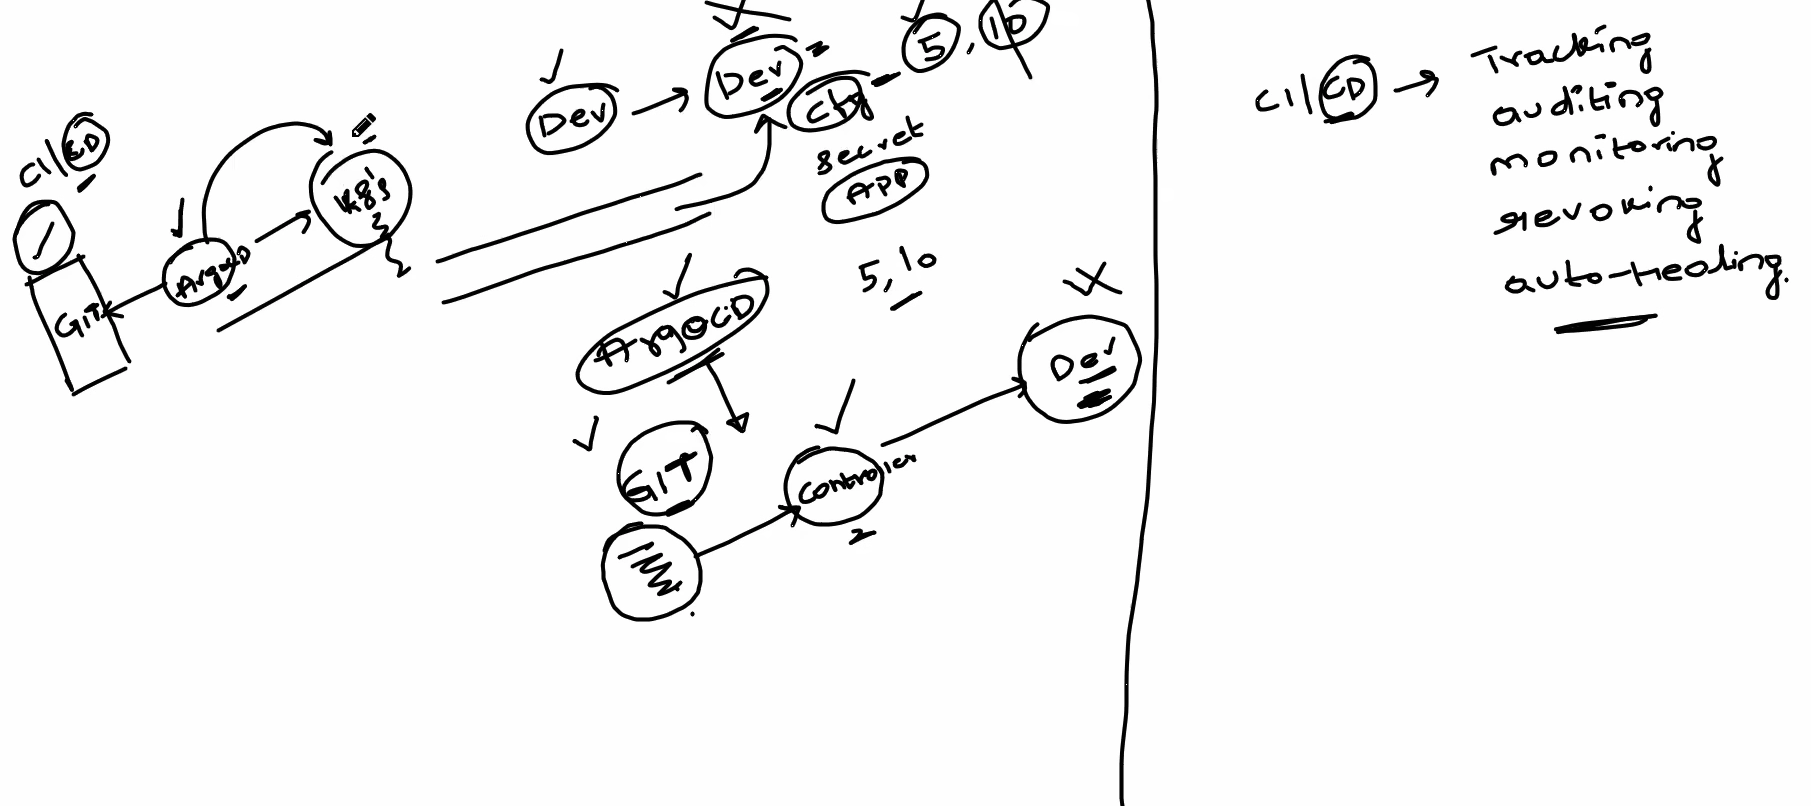 CI/CD
GIT
ArgoCD
K8's
Dev
Dev
cfg
5, 10
secret
APP
5, 10
ArgoCD
GIT
Controller
Dev
CI/CD → Tracking
auditing
monitoring
revoking
auto-Healing.